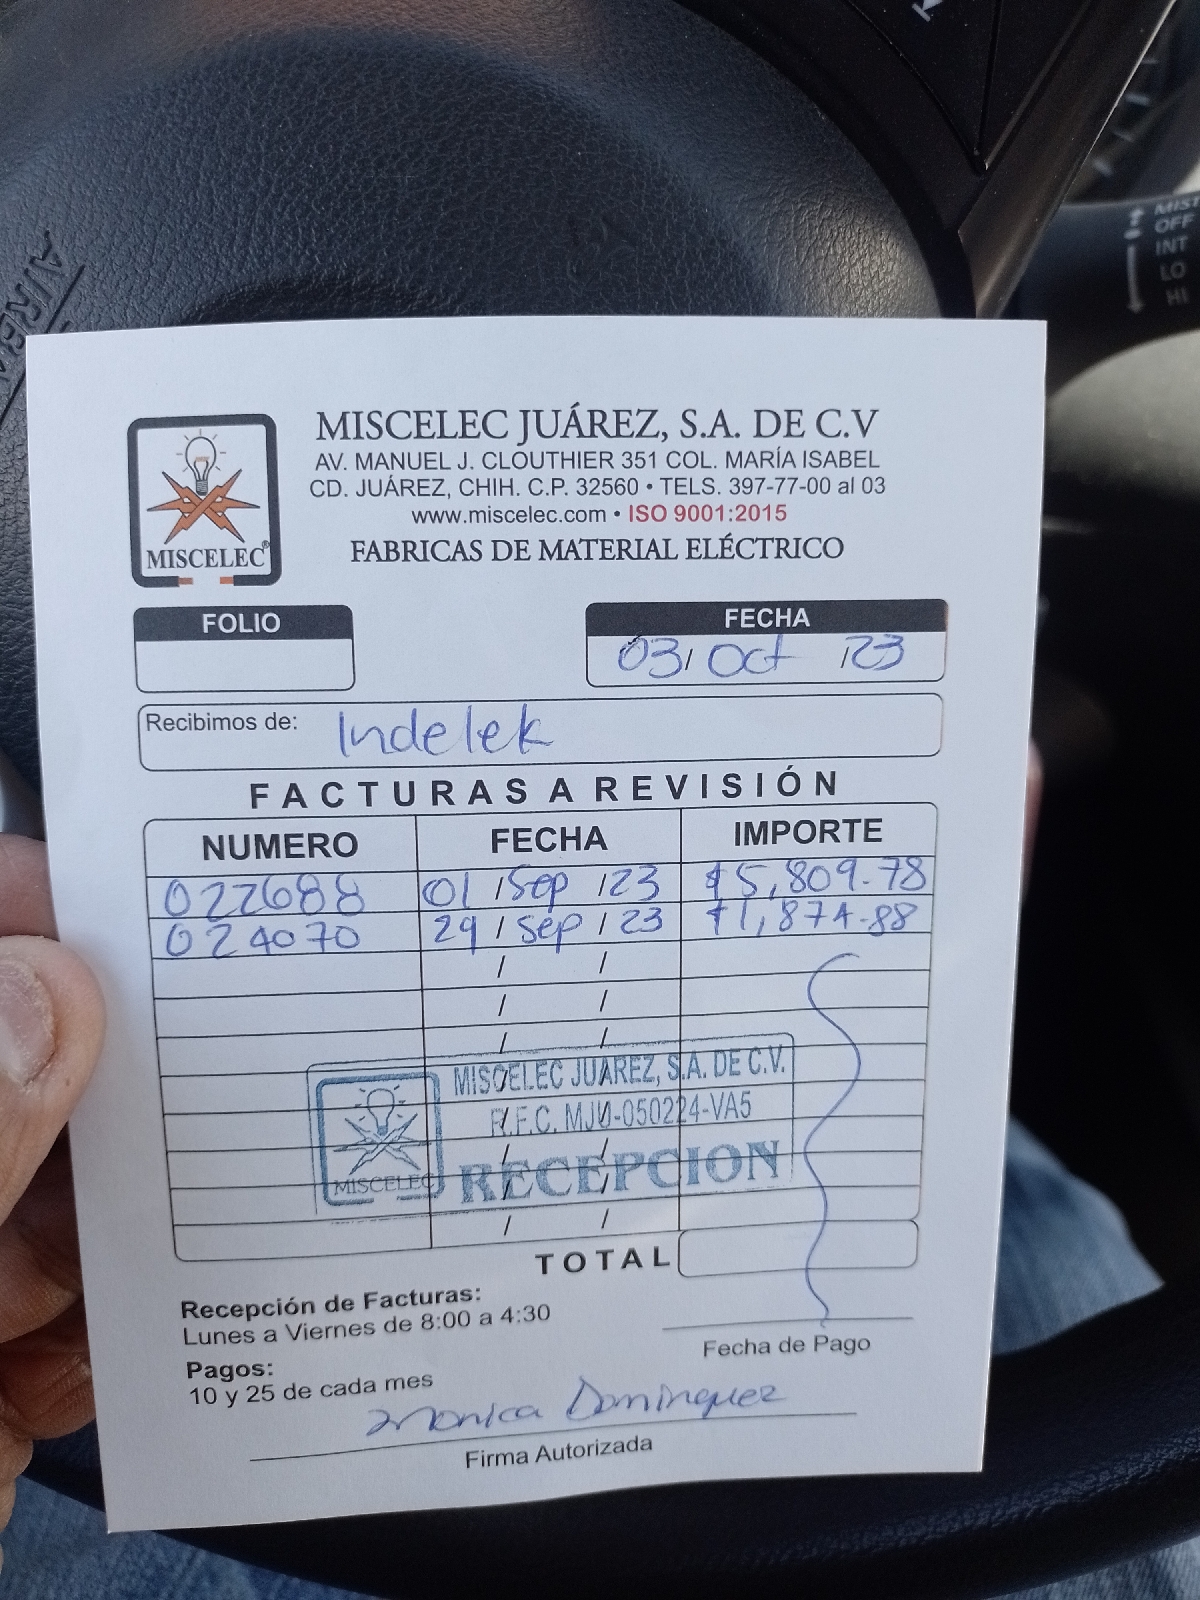 AIRBAG
MIST
OFF
INT
LO
HI
MISCELEC JUÁREZ, S.A. DE C.V
AV. MANUEL J. CLOUTHIER 351 COL. MARÍA ISABEL
CD. JUÁREZ, CHIH. C.P. 32560 • TELS. 397-77-00 al 03
www.miscelec.com • ISO 9001:2015
FABRICAS DE MATERIAL ELÉCTRICO
MISCELEC®
FOLIO
FECHA
03/ Oct /23
Recibimos de: Indelek
FACTURAS A REVISIÓN
NUMERO FECHA IMPORTE
022688 01 / Sep / 23 $5,809.78
024070 29 / Sep / 23 $1,874.88
/ /
/ /
/ /
/ /
/ /
/ /
/ /
/ /
MISCELEC JUAREZ, S.A. DE C.V.
R.F.C. MJU-050224-VA5
MISCELEC RECEPCION
TOTAL
Recepción de Facturas:
Lunes a Viernes de 8:00 a 4:30
Fecha de Pago
Pagos:
10 y 25 de cada mes
Monica Dominguez
Firma Autorizada